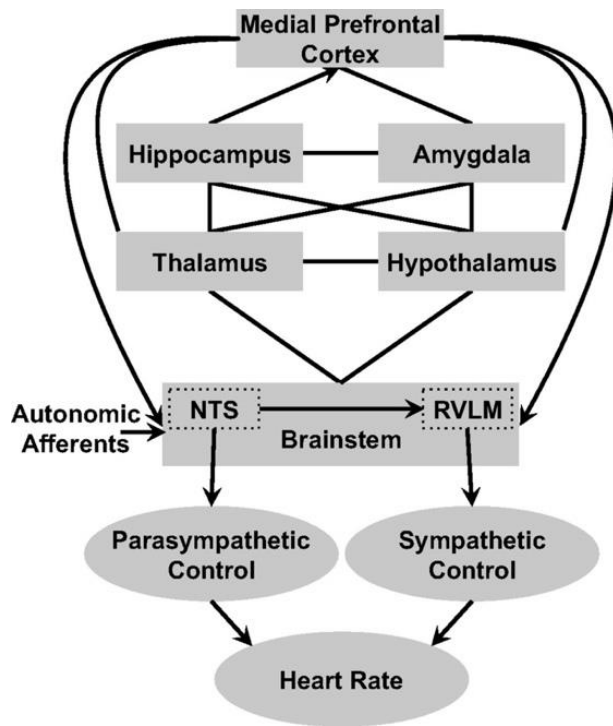 Medial Prefrontal
Cortex
Hippocampus
Amygdala
Thalamus
Hypothalamus
Autonomic
Afferents
NTS
RVLM
Brainstem
Parasympathetic
Control
Sympathetic
Control
Heart Rate